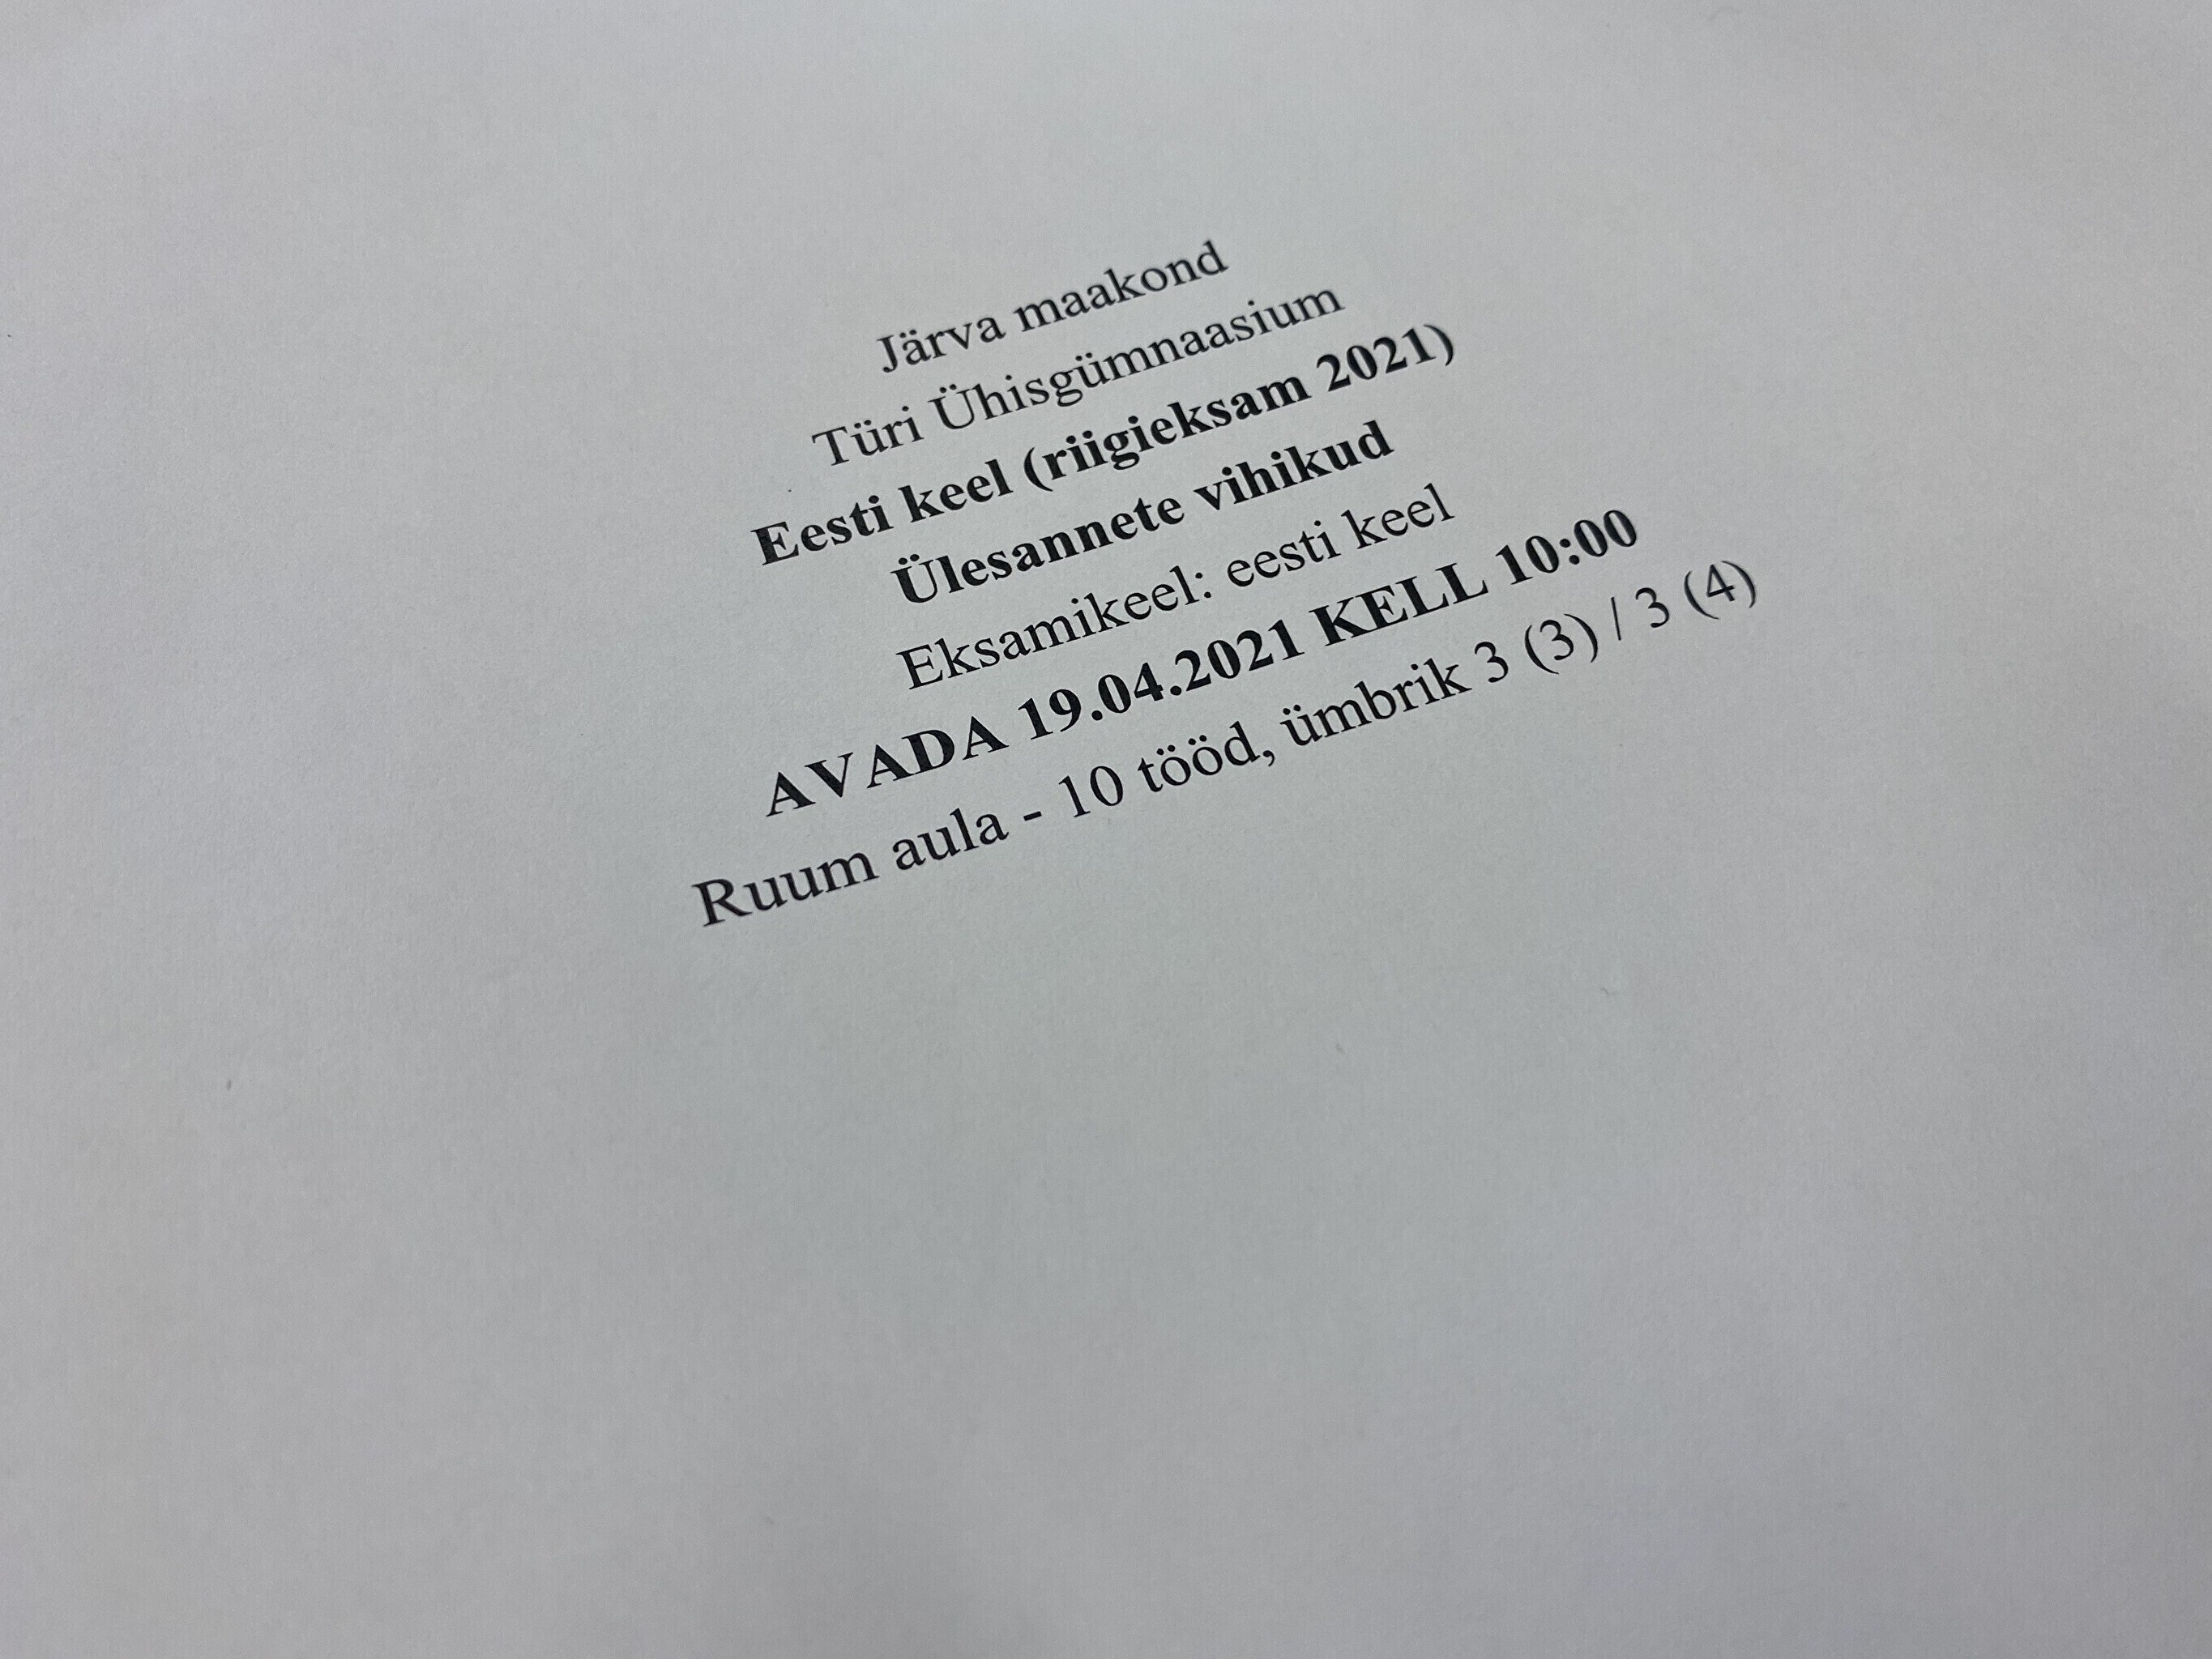 Järva maakond
Türi Ühisgümnaasium
Eesti keel (riigieksam 2021)
Ülesannete vihikud
Eksamikeel: eesti keel
AVADA 19.04.2021 KELL 10:00
Ruum aula - 10 tööd, ümbrik 3 (3) / 3 (4)